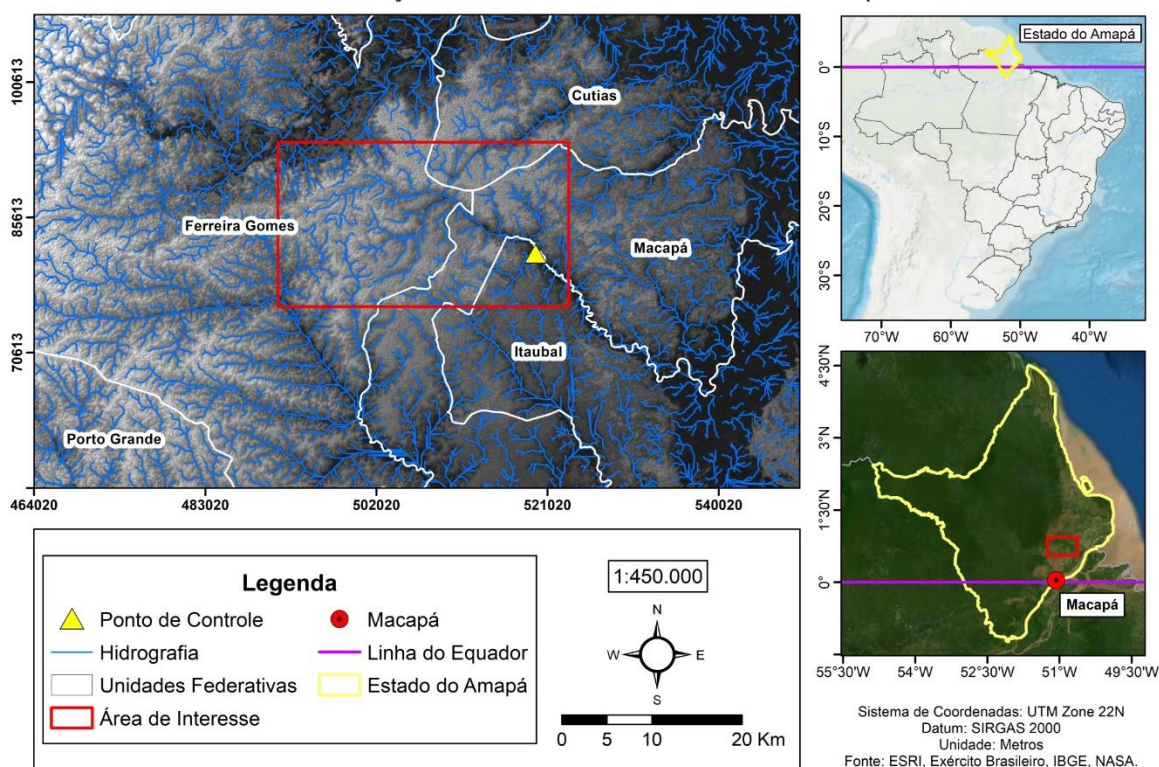 100613
85613
70613
464020
483020
502020
521020
540020
Cutias
Ferreira Gomes
Macapá
Itaubal
Porto Grande
Estado do Amapá
0°
10°S
20°S
30°S
70°W
60°W
50°W
40°W
4°30'N
3°N
1°30'N
0°
Macapá
55°30'W
54°W
52°30'W
51°W
49°30'W
Legenda
Ponto de Controle
Macapá
Hidrografia
Linha do Equador
Unidades Federativas
Estado do Amapá
Área de Interesse
1:450.000
N
W
E
S
0
5
10
20 Km
Sistema de Coordenadas: UTM Zone 22N
Datum: SIRGAS 2000
Unidade: Metros
Fonte: ESRI, Exército Brasileiro, IBGE, NASA.